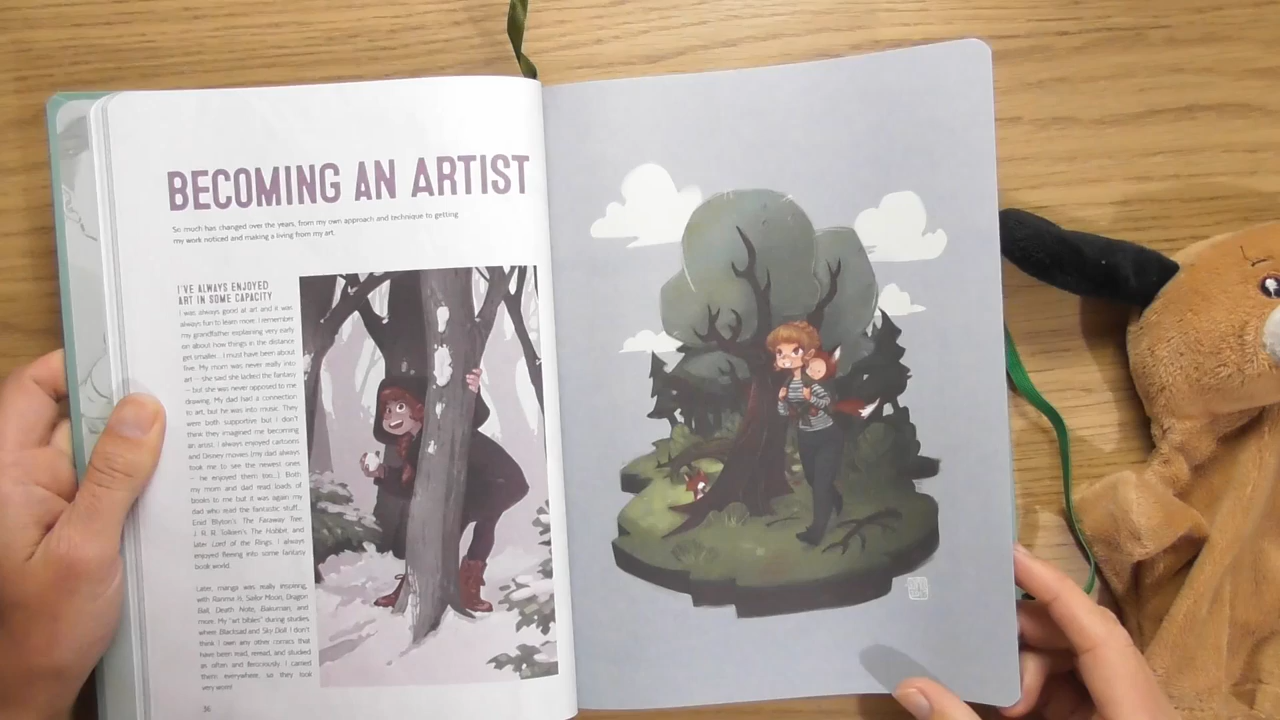 BECOMING AN ARTIST
So much has changed over the years, from my own approach and technique to getting
my work noticed and making a living from my art.
I'VE ALWAYS ENJOYED
ART IN SOME CAPACITY
I was always good at art and it was
always fun to learn more. I remember
my grandfather explaining very early
on about how things in the distance
get smaller... I must have been about
five. My mom was never really into
art – she said she lacked the fantasy
– but she was never opposed to me
drawing. My dad had a connection
to art, but he was into music. They
were both supportive but I don't
think they imagined me becoming
an artist. I always enjoyed cartoons
and Disney movies (my dad always
took me to see the newest ones
– he enjoyed them too...). Both
my mom and dad read loads of
books to me but it was again my
dad who read the fantastic stuff...
Enid Blyton's The Faraway Tree,
J. R. R. Tolkien's The Hobbit, and
later Lord of the Rings. I always
enjoyed fleeing into some fantasy
book world.
Later, manga was really inspiring,
with Ranma ½, Sailor Moon, Dragon
Ball, Death Note, Bakuman, and
more. My "art bibles" during studies
where Blacksad and Sky Doll. I don't
think I own any other comics that
have been read, reread, and studied
as often and ferociously. I carried
them everywhere, so they took
very worn!
36